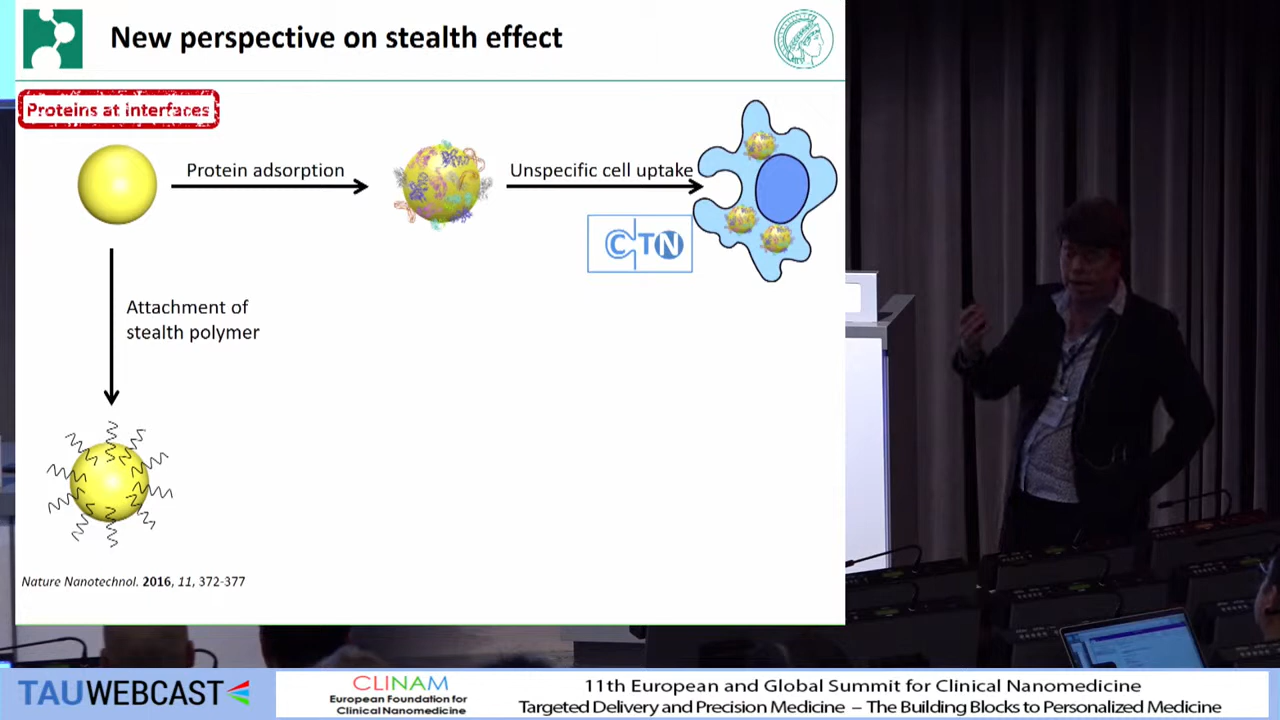 New perspective on stealth effect
Proteins at interfaces
Protein adsorption
Unspecific cell uptake
CTN
Attachment of
stealth polymer
Nature Nanotechnol. 2016, 11, 372-377
TAUWEBCAST
CLINAM
European Foundation for
Clinical Nanomedicine
11th European and Global Summit for Clinical Nanomedicine
Targeted Delivery and Precision Medicine – The Building Blocks to Personalized Medicine